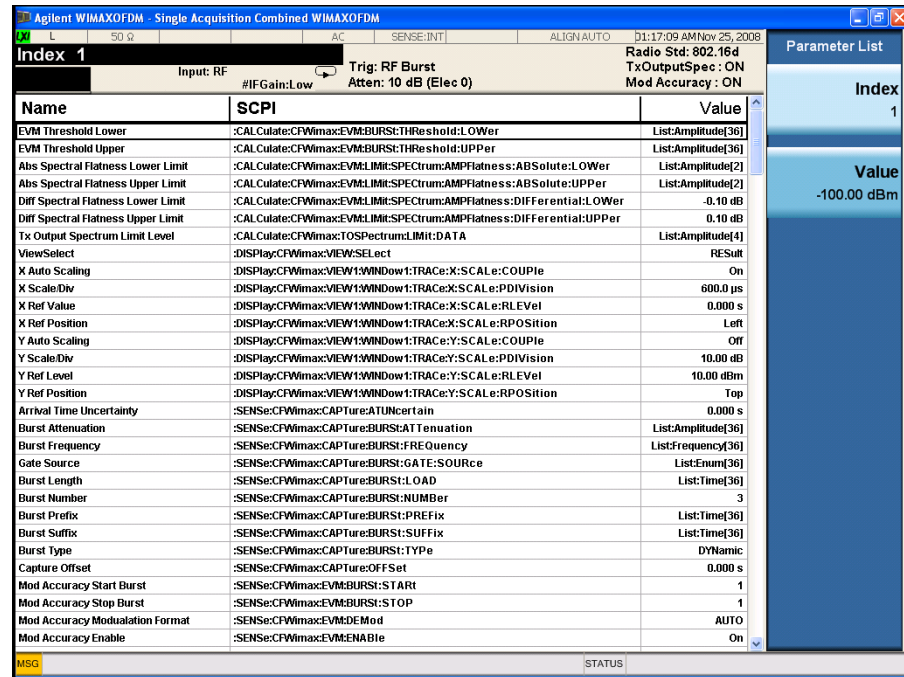 Agilent WIMAXOFDM - Single Acquisition Combined WIMAXOFDM
LXI L 50 Ω AC SENSE:INT ALIGN AUTO 01:17:09 AM Nov 25, 2008
Index 1
Input: RF
#IFGain:Low
Trig: RF Burst
Atten: 10 dB (Elec 0)
Radio Std: 802.16d
TxOutputSpec : ON
Mod Accuracy : ON
Parameter List
Index
1
Value
-100.00 dBm
Name SCPI Value
EVM Threshold Lower :CALCulate:CFWimax:EVM:BURSt:THReshold:LOWer List:Amplitude[36]
EVM Threshold Upper :CALCulate:CFWimax:EVM:BURSt:THReshold:UPPer List:Amplitude[36]
Abs Spectral Flatness Lower Limit :CALCulate:CFWimax:EVM:LIMit:SPECtrum:AMPFlatness:ABSolute:LOWer List:Amplitude[2]
Abs Spectral Flatness Upper Limit :CALCulate:CFWimax:EVM:LIMit:SPECtrum:AMPFlatness:ABSolute:UPPer List:Amplitude[2]
Diff Spectral Flatness Lower Limit :CALCulate:CFWimax:EVM:LIMit:SPECtrum:AMPFlatness:DIFFerential:LOWer -0.10 dB
Diff Spectral Flatness Upper Limit :CALCulate:CFWimax:EVM:LIMit:SPECtrum:AMPFlatness:DIFFerential:UPPer 0.10 dB
Tx Output Spectrum Limit Level :CALCulate:CFWimax:TOSPectrum:LIMit:DATA List:Amplitude[4]
ViewSelect :DISPlay:CFWimax:VIEW:SELect RESult
X Auto Scaling :DISPlay:CFWimax:VIEW1:WINDow1:TRACe:X:SCALe:COUPle On
X Scale/Div :DISPlay:CFWimax:VIEW1:WINDow1:TRACe:X:SCALe:PDIVision 600.0 µs
X Ref Value :DISPlay:CFWimax:VIEW1:WINDow1:TRACe:X:SCALe:RLEVel 0.000 s
X Ref Position :DISPlay:CFWimax:VIEW1:WINDow1:TRACe:X:SCALe:RPOSition Left
Y Auto Scaling :DISPlay:CFWimax:VIEW1:WINDow1:TRACe:Y:SCALe:COUPle Off
Y Scale/Div :DISPlay:CFWimax:VIEW1:WINDow1:TRACe:Y:SCALe:PDIVision 10.00 dB
Y Ref Level :DISPlay:CFWimax:VIEW1:WINDow1:TRACe:Y:SCALe:RLEVel 10.00 dBm
Y Ref Position :DISPlay:CFWimax:VIEW1:WINDow1:TRACe:Y:SCALe:RPOSition Top
Arrival Time Uncertainty :SENSe:CFWimax:CAPTure:ATUNcertain 0.000 s
Burst Attenuation :SENSe:CFWimax:CAPTure:BURSt:ATTenuation List:Amplitude[36]
Burst Frequency :SENSe:CFWimax:CAPTure:BURSt:FREQuency List:Frequency[36]
Gate Source :SENSe:CFWimax:CAPTure:BURSt:GATE:SOURce List:Enum[36]
Burst Length :SENSe:CFWimax:CAPTure:BURSt:LOAD List:Time[36]
Burst Number :SENSe:CFWimax:CAPTure:BURSt:NUMBer 3
Burst Prefix :SENSe:CFWimax:CAPTure:BURSt:PREFix List:Time[36]
Burst Suffix :SENSe:CFWimax:CAPTure:BURSt:SUFFix List:Time[36]
Burst Type :SENSe:CFWimax:CAPTure:BURSt:TYPe DYNamic
Capture Offset :SENSe:CFWimax:CAPTure:OFFSet 0.000 s
Mod Accuracy Start Burst :SENSe:CFWimax:EVM:BURSt:STARt 1
Mod Accuracy Stop Burst :SENSe:CFWimax:EVM:BURSt:STOP 1
Mod Accuracy Modualation Format :SENSe:CFWimax:EVM:DEMod AUTO
Mod Accuracy Enable :SENSe:CFWimax:EVM:ENABle On
MSG STATUS